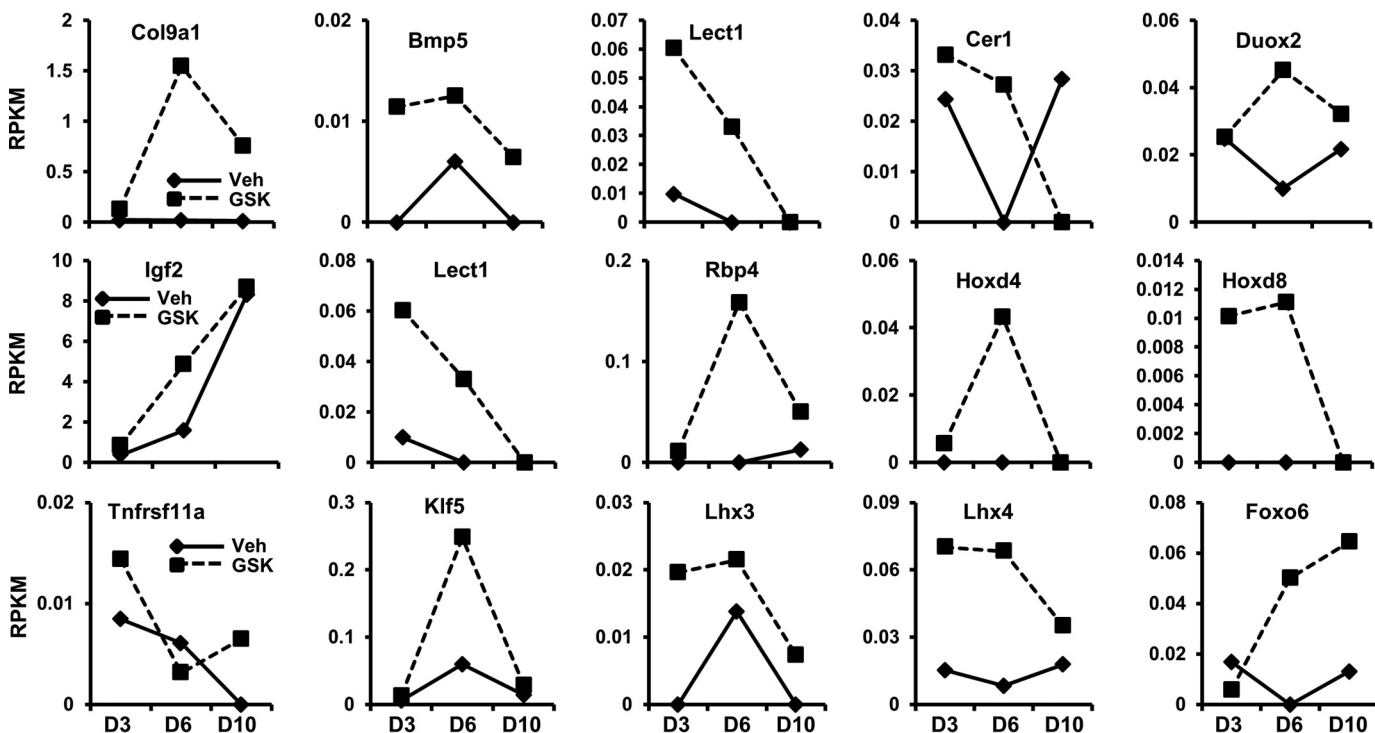 Col9a1
RPKM
2
1.5
1
0.5
0
Veh
GSK
Bmp5
0.02
0.01
0
Lect1
0.07
0.06
0.05
0.04
0.03
0.02
0.01
0
Cer1
0.04
0.03
0.02
0.01
0
Duox2
0.06
0.04
0.02
0
Igf2
RPKM
10
8
6
4
2
0
Veh
GSK
Lect1
0.08
0.06
0.04
0.02
0
Rbp4
0.2
0.1
0
Hoxd4
0.06
0.04
0.02
0
Hoxd8
0.014
0.012
0.01
0.008
0.006
0.004
0.002
0
Tnfrsf11a
RPKM
0.02
0.01
0
Veh
GSK
D3 D6 D10
Klf5
0.3
0.2
0.1
0
D3 D6 D10
Lhx3
0.03
0.02
0.01
0
D3 D6 D10
Lhx4
0.09
0.06
0.03
0
D3 D6 D10
Foxo6
0.08
0.06
0.04
0.02
0
D3 D6 D10